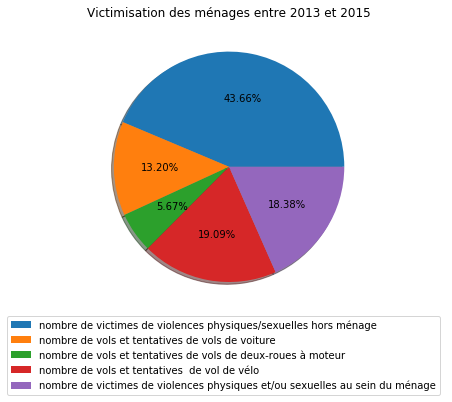 Victimisation des ménages entre 2013 et 2015
43.66%
13.20%
5.67%
18.38%
19.09%
nombre de victimes de violences physiques/sexuelles hors ménage
nombre de vols et tentatives de vols de voiture
nombre de vols et tentatives de vols de deux-roues à moteur
nombre de vols et tentatives  de vol de vélo
nombre de victimes de violences physiques et/ou sexuelles au sein du ménage